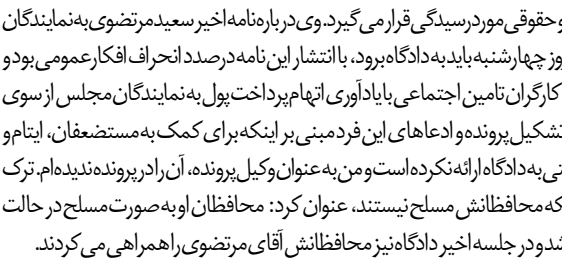 وحقوقی مورد رسیدگی قرار می گیرد. وی درباره نامه اخیر سعید مرتضوی به نمایندگان
روز چهارشنبه باید به دادگاه برود، با انتشار این نامه درصدد انحراف افکار عمومی بود و
کارگران تامین اجتماعی با یادآوری اتهام پرداخت پول به نمایندگان مجلس از سوی
تشکیل پرونده و ادعاهای این فرد مبنی بر اینکه برای کمک به مستضعفان، ایتام و
به دادگاه ارائه نکرده است و من به عنوان وکیل پرونده، آن را در پرونده ندیده ام. ترک
که محافظانش مسلح نیستند، عنوان کرد: محافظان او به صورت مسلح در حالت
شد و در جلسه اخیر دادگاه نیز محافظانش آقای مرتضوی را همراهی می کردند.